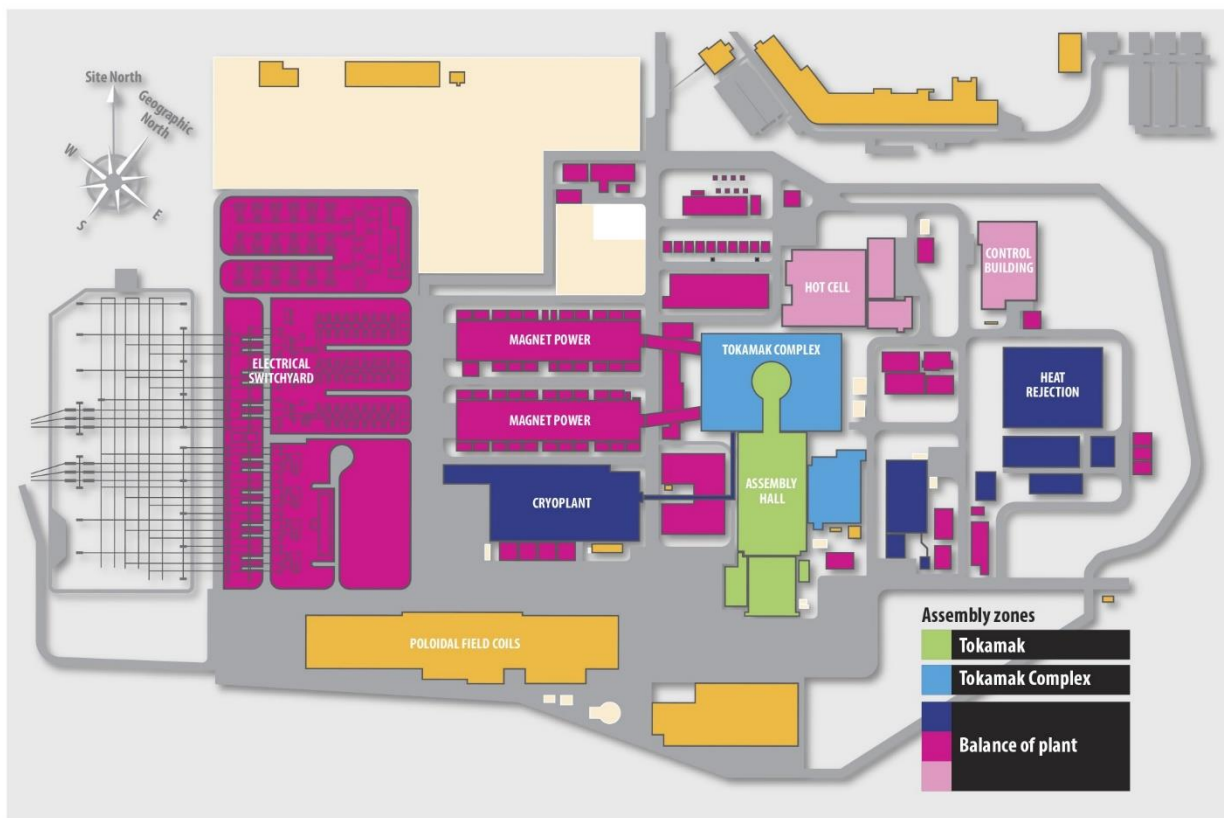 Site North
Geographic
North
W
S
E
CONTROL
BUILDING
HOT CELL
MAGNET POWER
TOKAMAK COMPLEX
ELECTRICAL
SWITCHYARD
HEAT
REJECTION
MAGNET POWER
ASSEMBLY
HALL
CRYOPLANT
POLOIDAL FIELD COILS
Assembly zones
Tokamak
Tokamak Complex
Balance of plant